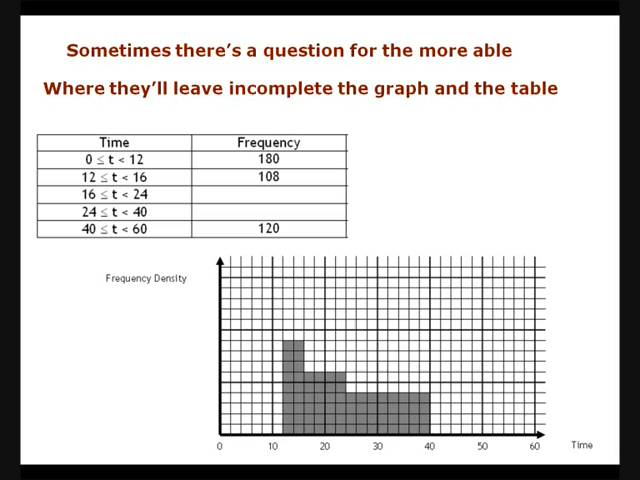 Sometimes there’s a question for the more able
Where they’ll leave incomplete the graph and the table
Time Frequency
0 ≤ t < 12 180
12 ≤ t < 16 108
16 ≤ t < 24
24 ≤ t < 40
40 ≤ t < 60 120
Frequency Density
0 10 20 30 40 50 60 Time